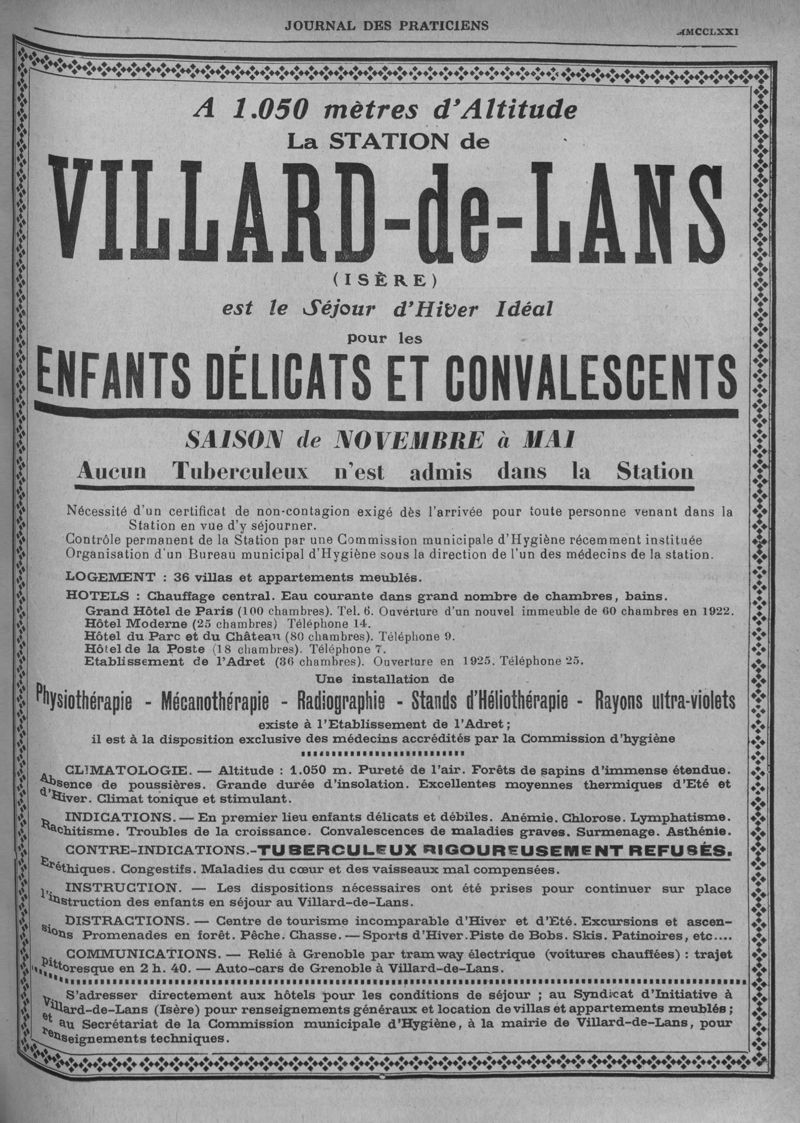 JOURNAL DES PRATICIENS
MCCLXXI
A 1.050 mètres d'Altitude
La STATION de
VILLARD-de-LANS
(ISÈRE)
est le Séjour d'Hiver Idéal
pour les
ENFANTS DÉLICATS ET CONVALESCENTS
SAISON de NOVEMBRE à MAI
Aucun Tuberculeux n'est admis dans la Station
Nécessité d'un certificat de non-contagion exigé dès l'arrivée pour toute personne venant dans la
Station en vue d'y séjourner.
Contrôle permanent de la Station par une Commission municipale d'Hygiène récemment instituée
Organisation d'un Bureau municipal d'Hygiène sous la direction de l'un des médecins de la station.
LOGEMENT : 36 villas et appartements meublés.
HOTELS : Chauffage central. Eau courante dans grand nombre de chambres, bains.
Grand Hôtel de Paris (100 chambres). Tel. 6. Ouverture d'un nouvel immeuble de 60 chambres en 1922.
Hôtel Moderne (25 chambres) Téléphone 14.
Hôtel du Parc et du Château (80 chambres). Téléphone 9.
Hôtel de la Poste (18 chambres). Téléphone 7.
Etablissement de l'Adret (36 chambres). Ouverture en 1925. Téléphone 25.
Une installation de
Physiothérapie - Mécanothérapie - Radiographie - Stands d'Héliothérapie - Rayons ultra-violets
existe à l'Etablissement de l'Adret ;
il est à la disposition exclusive des médecins accrédités par la Commission d'hygiène
CLIMATOLOGIE. — Altitude : 1.050 m. Pureté de l'air. Forêts de sapins d'immense étendue.
Absence de poussières. Grande durée d'insolation. Excellentes moyennes thermiques d'Eté et
d'Hiver. Climat tonique et stimulant.
INDICATIONS. — En premier lieu enfants délicats et débiles. Anémie. Chlorose. Lymphatisme.
Rachitisme. Troubles de la croissance. Convalescences de maladies graves. Surmenage. Asthénie.
CONTRE-INDICATIONS.-TUBERCULEUX RIGOUREUSEMENT REFUSÉS.
Eréthiques. Congestifs. Maladies du cœur et des vaisseaux mal compensées.
INSTRUCTION. — Les dispositions nécessaires ont été prises pour continuer sur place
l'instruction des enfants en séjour au Villard-de-Lans.
DISTRACTIONS. — Centre de tourisme incomparable d'Hiver et d'Eté. Excursions et ascen-
sions Promenades en forêt. Pêche. Chasse. — Sports d'Hiver. Piste de Bobs. Skis. Patinoires, etc....
COMMUNICATIONS. — Relié à Grenoble par tramway électrique (voitures chauffées) : trajet
pittoresque en 2 h. 40. — Auto-cars de Grenoble à Villard-de-Lans.
S'adresser directement aux hôtels pour les conditions de séjour ; au Syndicat d'Initiative à
Villard-de-Lans (Isère) pour renseignements généraux et location de villas et appartements meublés ;
et au Secrétariat de la Commission municipale d'Hygiène, à la mairie de Villard-de-Lans, pour
renseignements techniques.